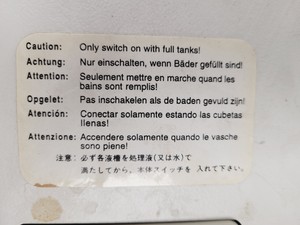 Caution: Only switch on with full tanks!
Achtung: Nur einschalten, wenn Bäder gefüllt sind!
Attention: Seulement mettre en marche quand les
bains sont remplis!
Opgelet: Pas inschakelen als de baden gevuld zijn!
Atención: Conectar solamente estando las cubetas
llenas!
Attenzione: Accendere solamente quando le vasche
sono piene!
注意: 必ず各液槽を処理液(又は水)で
満たしてから、本体スイッチを 入れて下さい。